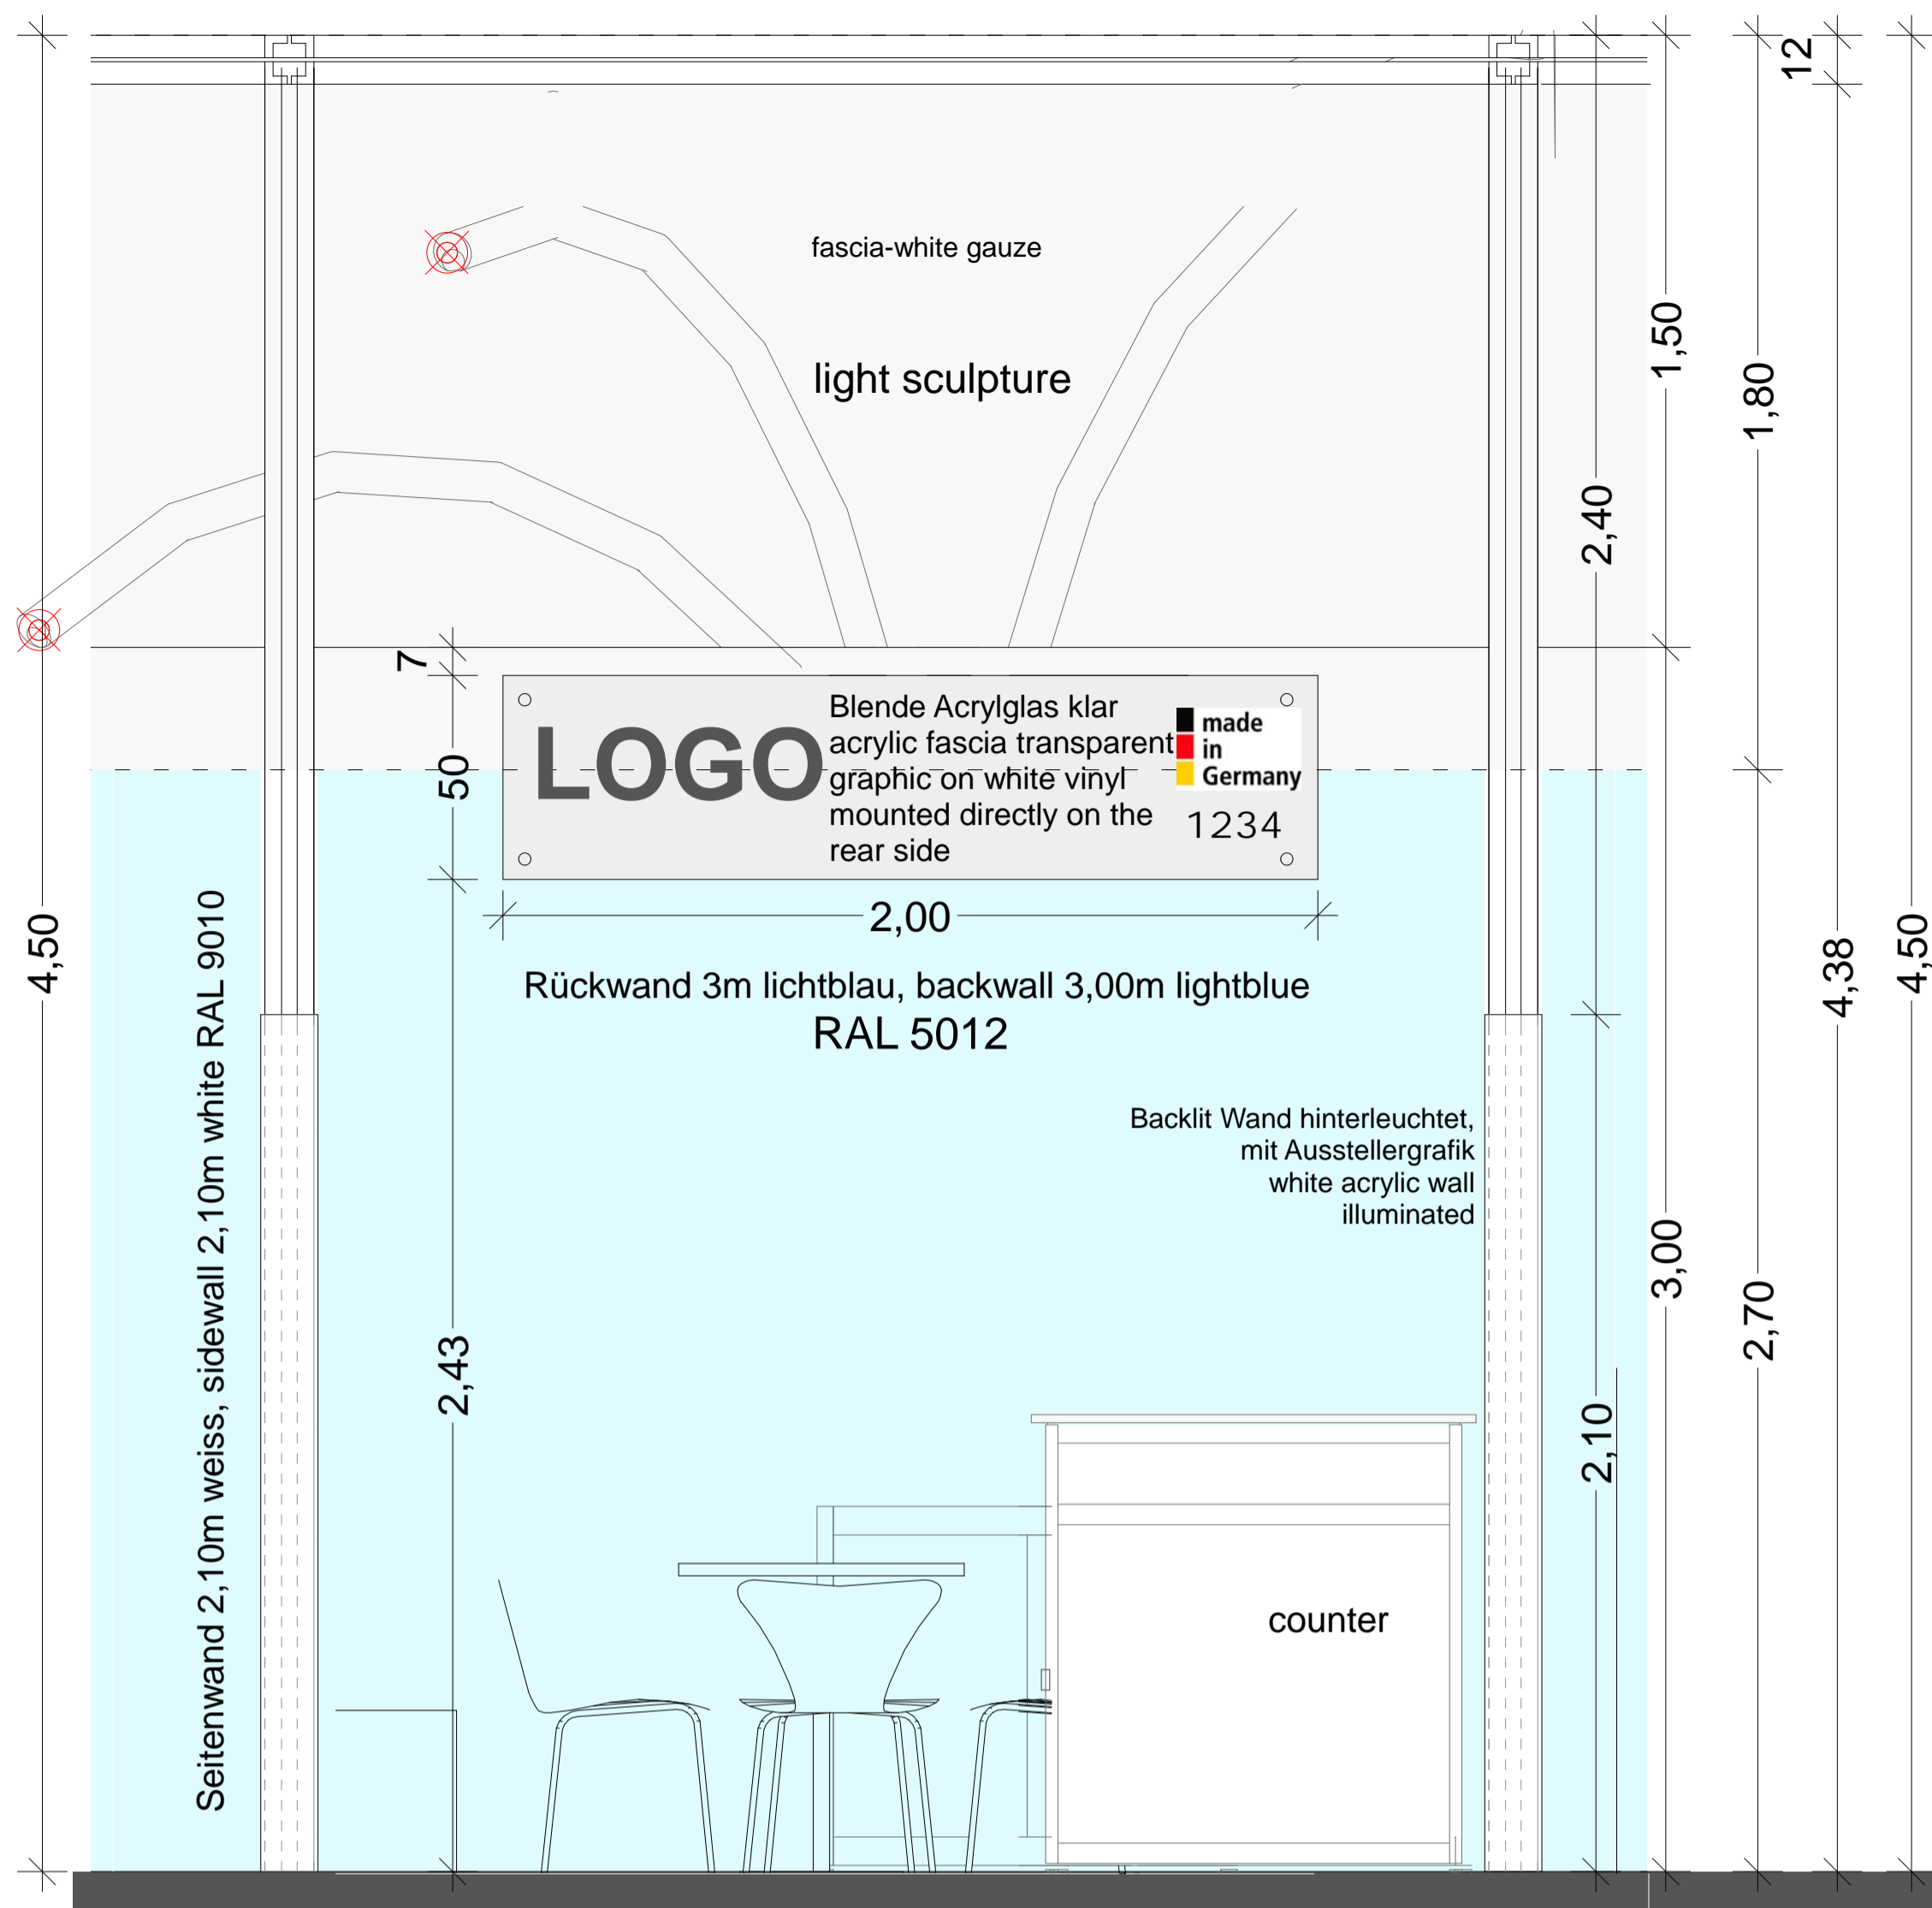 12
fascia-white gauze
1,50
light sculpture
1,80
2,40
7
50
LOGO
Blende Acrylglas klar
acrylic fascia transparent
graphic on white vinyl
mounted directly on the
rear side
made
in
Germany
1234
2,00
4,50
4,38
4,50
Rückwand 3m lichtblau, backwall 3,00m lightblue
RAL 5012
Seitenwand 2,10m weiss, sidewall 2,10m white RAL 9010
Backlit Wand hinterleuchtet,
mit Ausstellergrafik
white acrylic wall
illuminated
3,00
2,70
2,43
2,10
counter